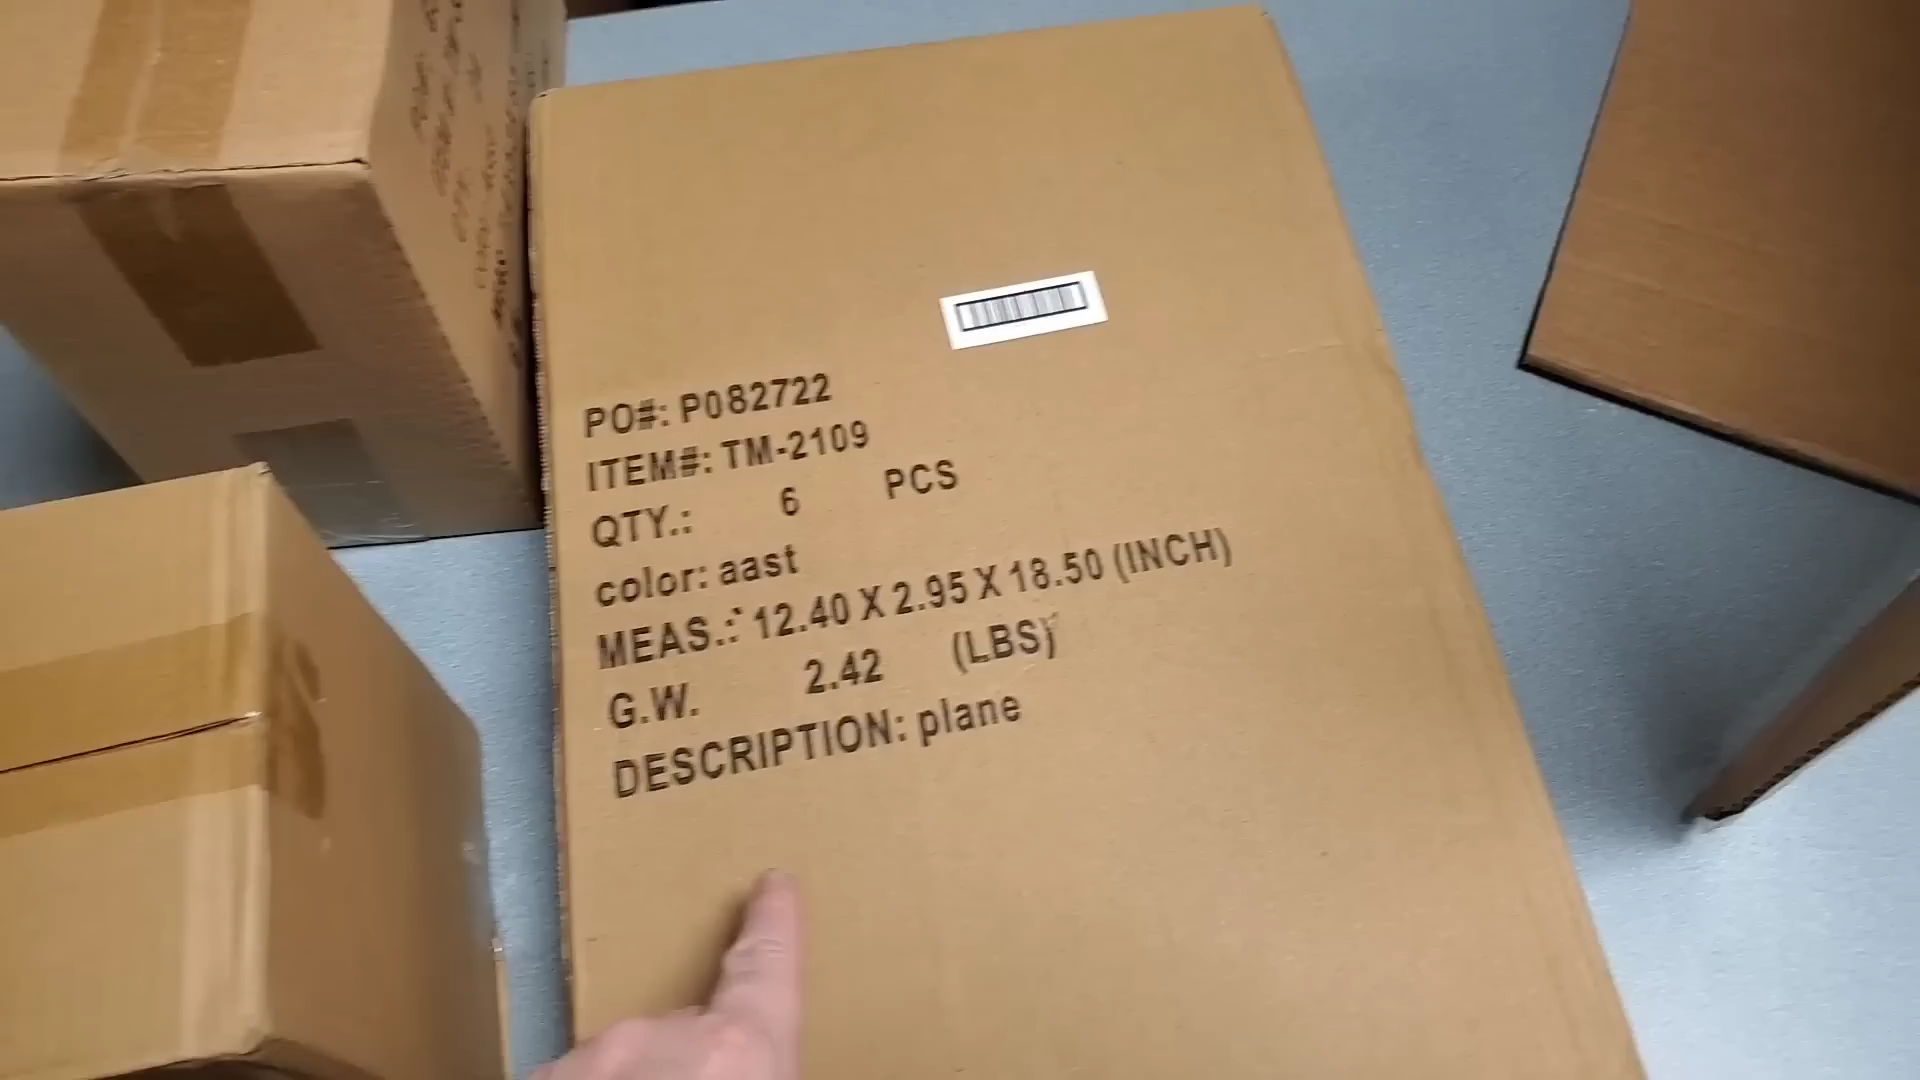 PO#: P082722
ITEM#: TM-2109
QTY.: 6 PCS
color: aast
MEAS.: 12.40 X 2.95 X 18.50 (INCH)
G.W. 2.42 (LBS)
DESCRIPTION: plane